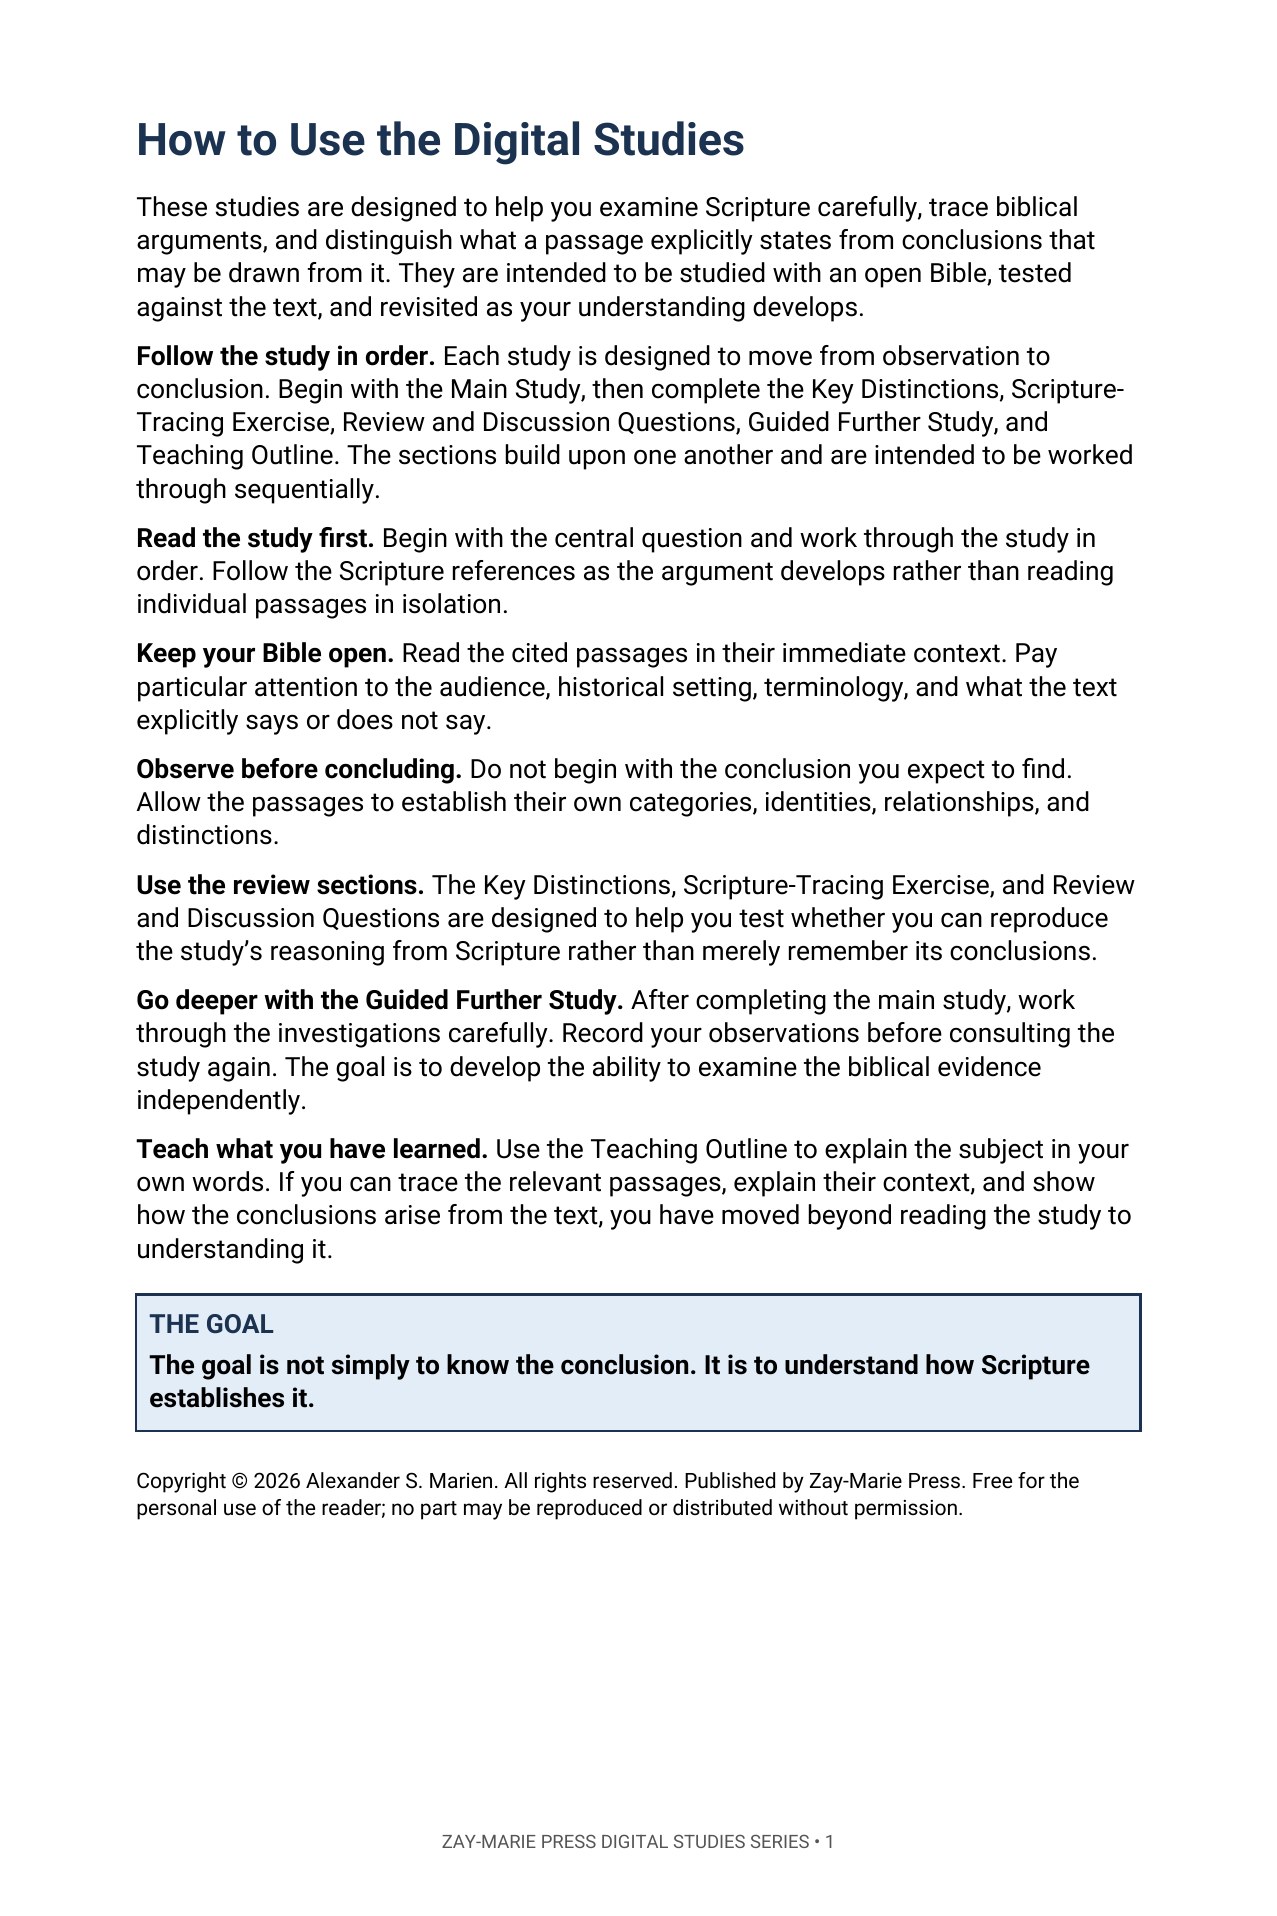 How to Use the Digital Studies
These studies are designed to help you examine Scripture carefully, trace biblical
arguments, and distinguish what a passage explicitly states from conclusions that
may be drawn from it. They are intended to be studied with an open Bible, tested
against the text, and revisited as your understanding develops.
Follow the study in order. Each study is designed to move from observation to
conclusion. Begin with the Main Study, then complete the Key Distinctions, Scripture-
Tracing Exercise, Review and Discussion Questions, Guided Further Study, and
Teaching Outline. The sections build upon one another and are intended to be worked
through sequentially.
Read the study first. Begin with the central question and work through the study in
order. Follow the Scripture references as the argument develops rather than reading
individual passages in isolation.
Keep your Bible open. Read the cited passages in their immediate context. Pay
particular attention to the audience, historical setting, terminology, and what the text
explicitly says or does not say.
Observe before concluding. Do not begin with the conclusion you expect to find.
Allow the passages to establish their own categories, identities, relationships, and
distinctions.
Use the review sections. The Key Distinctions, Scripture-Tracing Exercise, and Review
and Discussion Questions are designed to help you test whether you can reproduce
the study’s reasoning from Scripture rather than merely remember its conclusions.
Go deeper with the Guided Further Study. After completing the main study, work
through the investigations carefully. Record your observations before consulting the
study again. The goal is to develop the ability to examine the biblical evidence
independently.
Teach what you have learned. Use the Teaching Outline to explain the subject in your
own words. If you can trace the relevant passages, explain their context, and show
how the conclusions arise from the text, you have moved beyond reading the study to
understanding it.
THE GOAL
The goal is not simply to know the conclusion. It is to understand how Scripture
establishes it.
Copyright © 2026 Alexander S. Marien. All rights reserved. Published by Zay-Marie Press. Free for the
personal use of the reader; no part may be reproduced or distributed without permission.
ZAY-MARIE PRESS DIGITAL STUDIES SERIES • 1